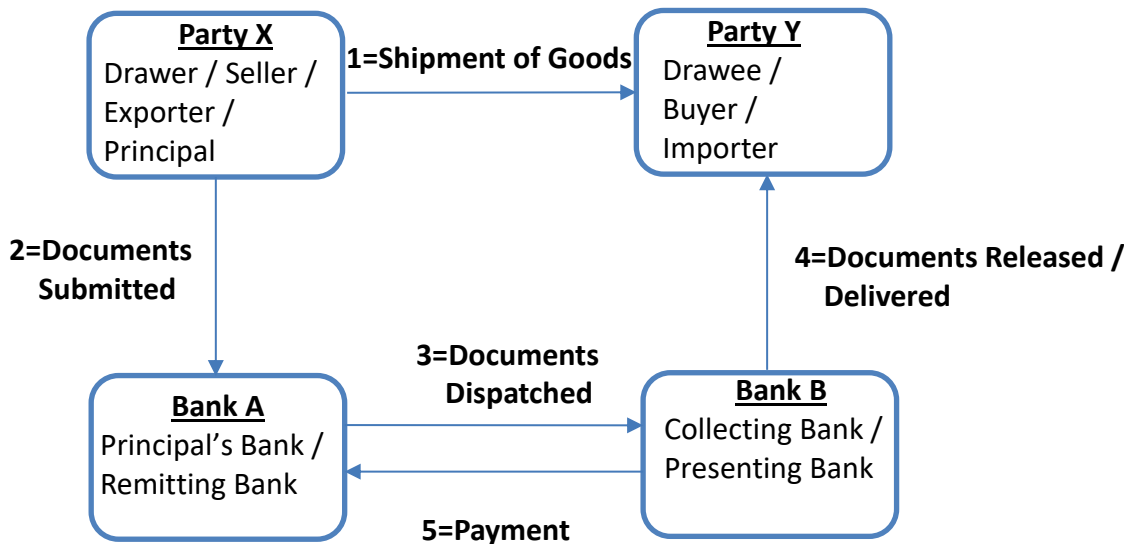 Party X
Drawer / Seller /
Exporter /
Principal
1=Shipment of Goods
Party Y
Drawee /
Buyer /
Importer
2=Documents
Submitted
4=Documents Released /
Delivered
3=Documents
Dispatched
Bank A
Principal’s Bank /
Remitting Bank
Bank B
Collecting Bank /
Presenting Bank
5=Payment